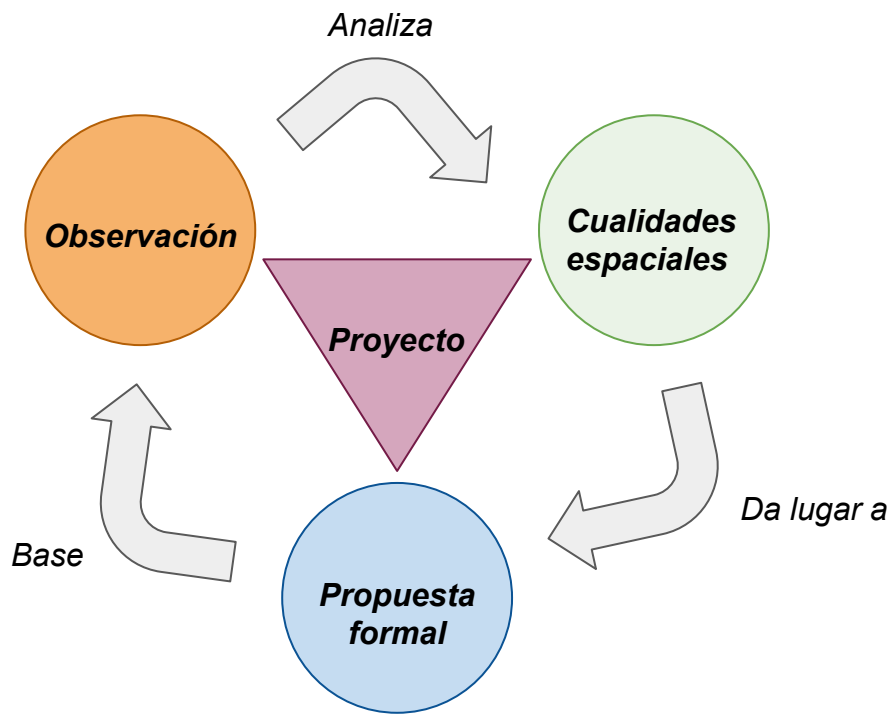 Analiza
Observación
Cualidades
espaciales
Proyecto
Da lugar a
Base
Propuesta
formal